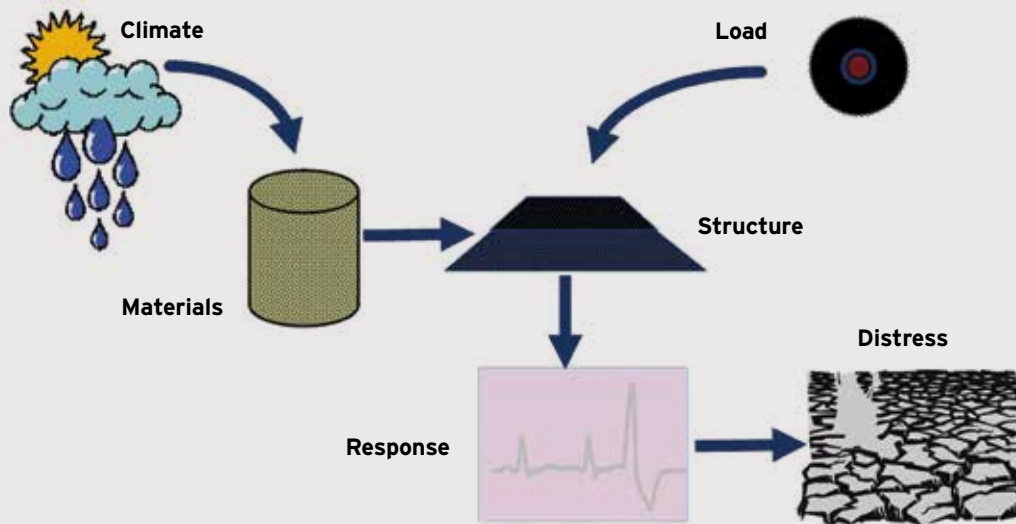 Climate
Load
Structure
Materials
Distress
Response